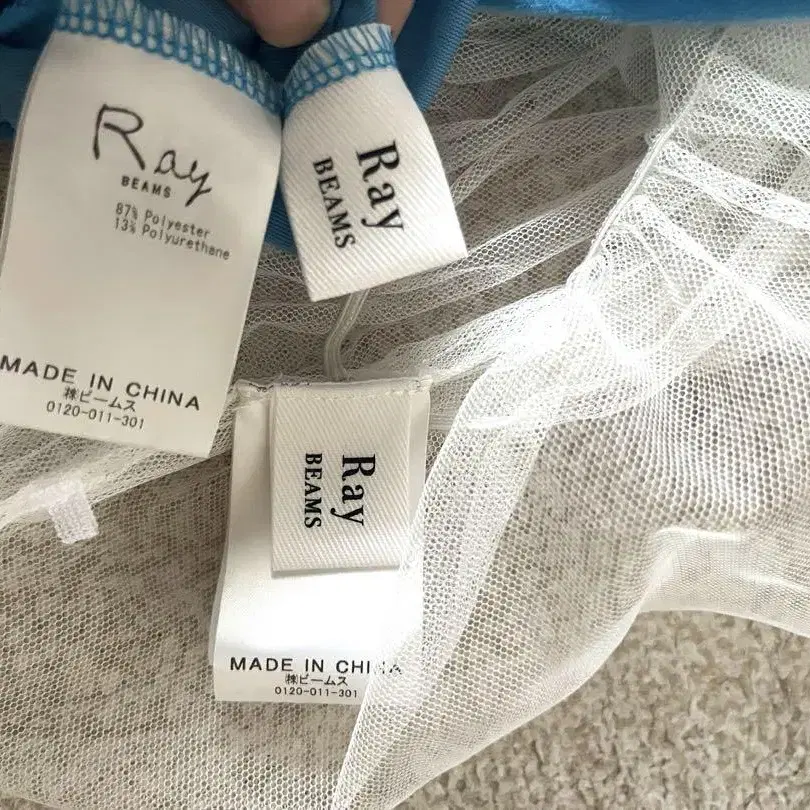 Ray
BEAMS
87% Polyester
13% Polyurethane
MADE IN CHINA
㈱ビームス
0120-011-301
Ray
BEAMS
Ray
BEAMS
MADE IN CHINA
㈱ビームス
0120-011-301